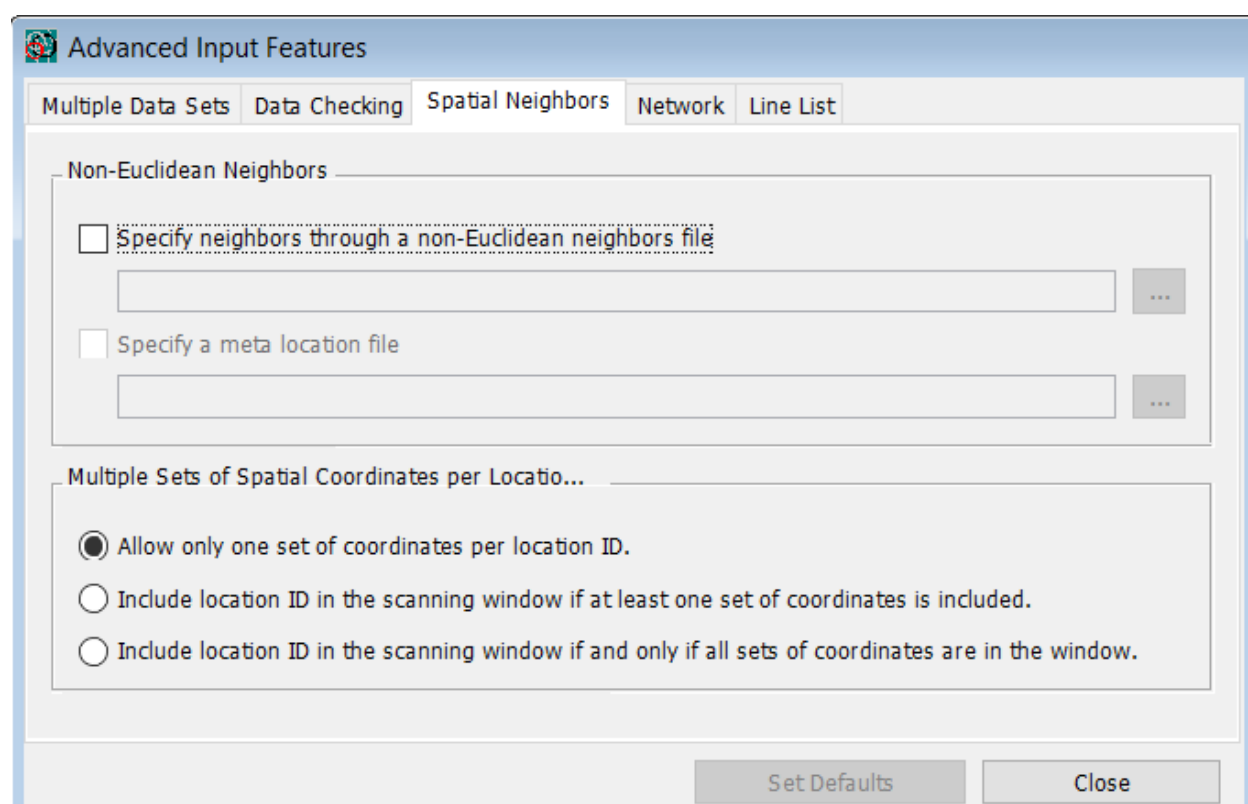 Advanced Input Features
Multiple Data Sets Data Checking Spatial Neighbors Network Line List
Non-Euclidean Neighbors
Specify neighbors through a non-Euclidean neighbors file
...
Specify a meta location file
...
Multiple Sets of Spatial Coordinates per Locatio...
Allow only one set of coordinates per location ID.
Include location ID in the scanning window if at least one set of coordinates is included.
Include location ID in the scanning window if and only if all sets of coordinates are in the window.
Set Defaults Close